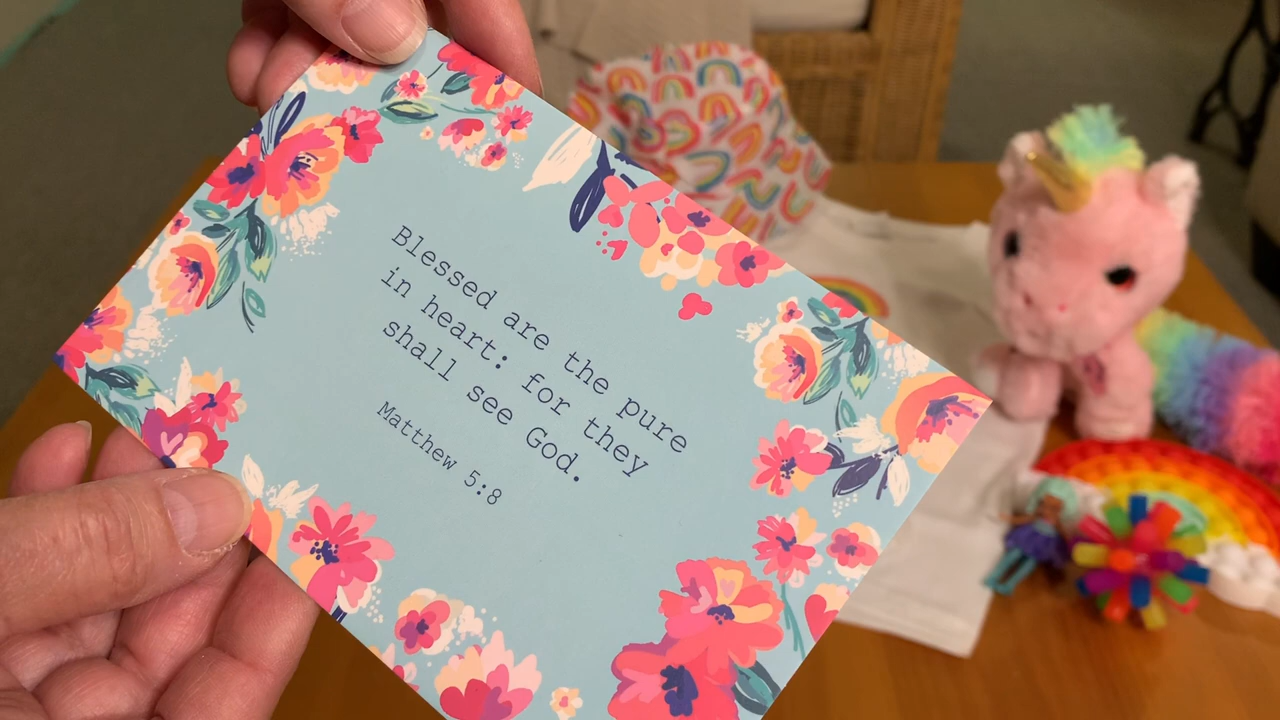 Blessed are the pure
in heart: for they
shall see God.
Matthew 5:8